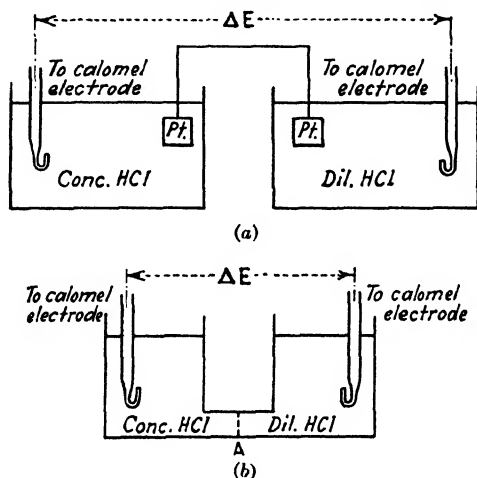 ΔE
To calomel
electrode
To calomel
electrode
Pt.
Pt.
Conc. HCl
Dil. HCl
(a)
ΔE
To calomel
electrode
To calomel
electrode
Conc. HCl
Dil. HCl
A
(b)